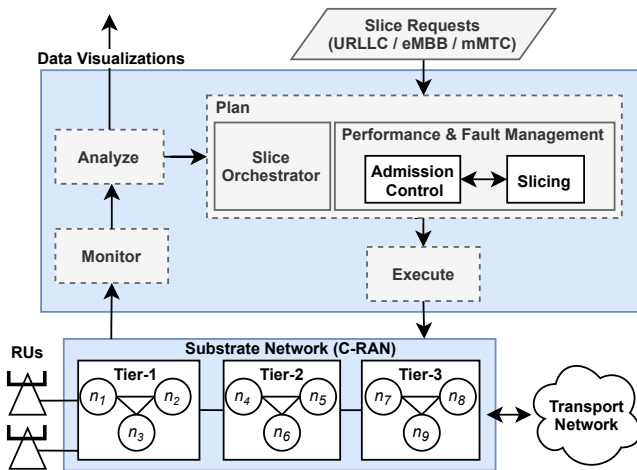 Slice Requests
(URLLC / eMBB / mMTC)
Data Visualizations
Plan
Analyze
Slice
Orchestrator
Performance & Fault Management
Admission
Control
Slicing
Monitor
Execute
RUs
Substrate Network (C-RAN)
Tier-1
n1
n2
n3
Tier-2
n4
n5
n6
Tier-3
n7
n8
n9
Transport
Network